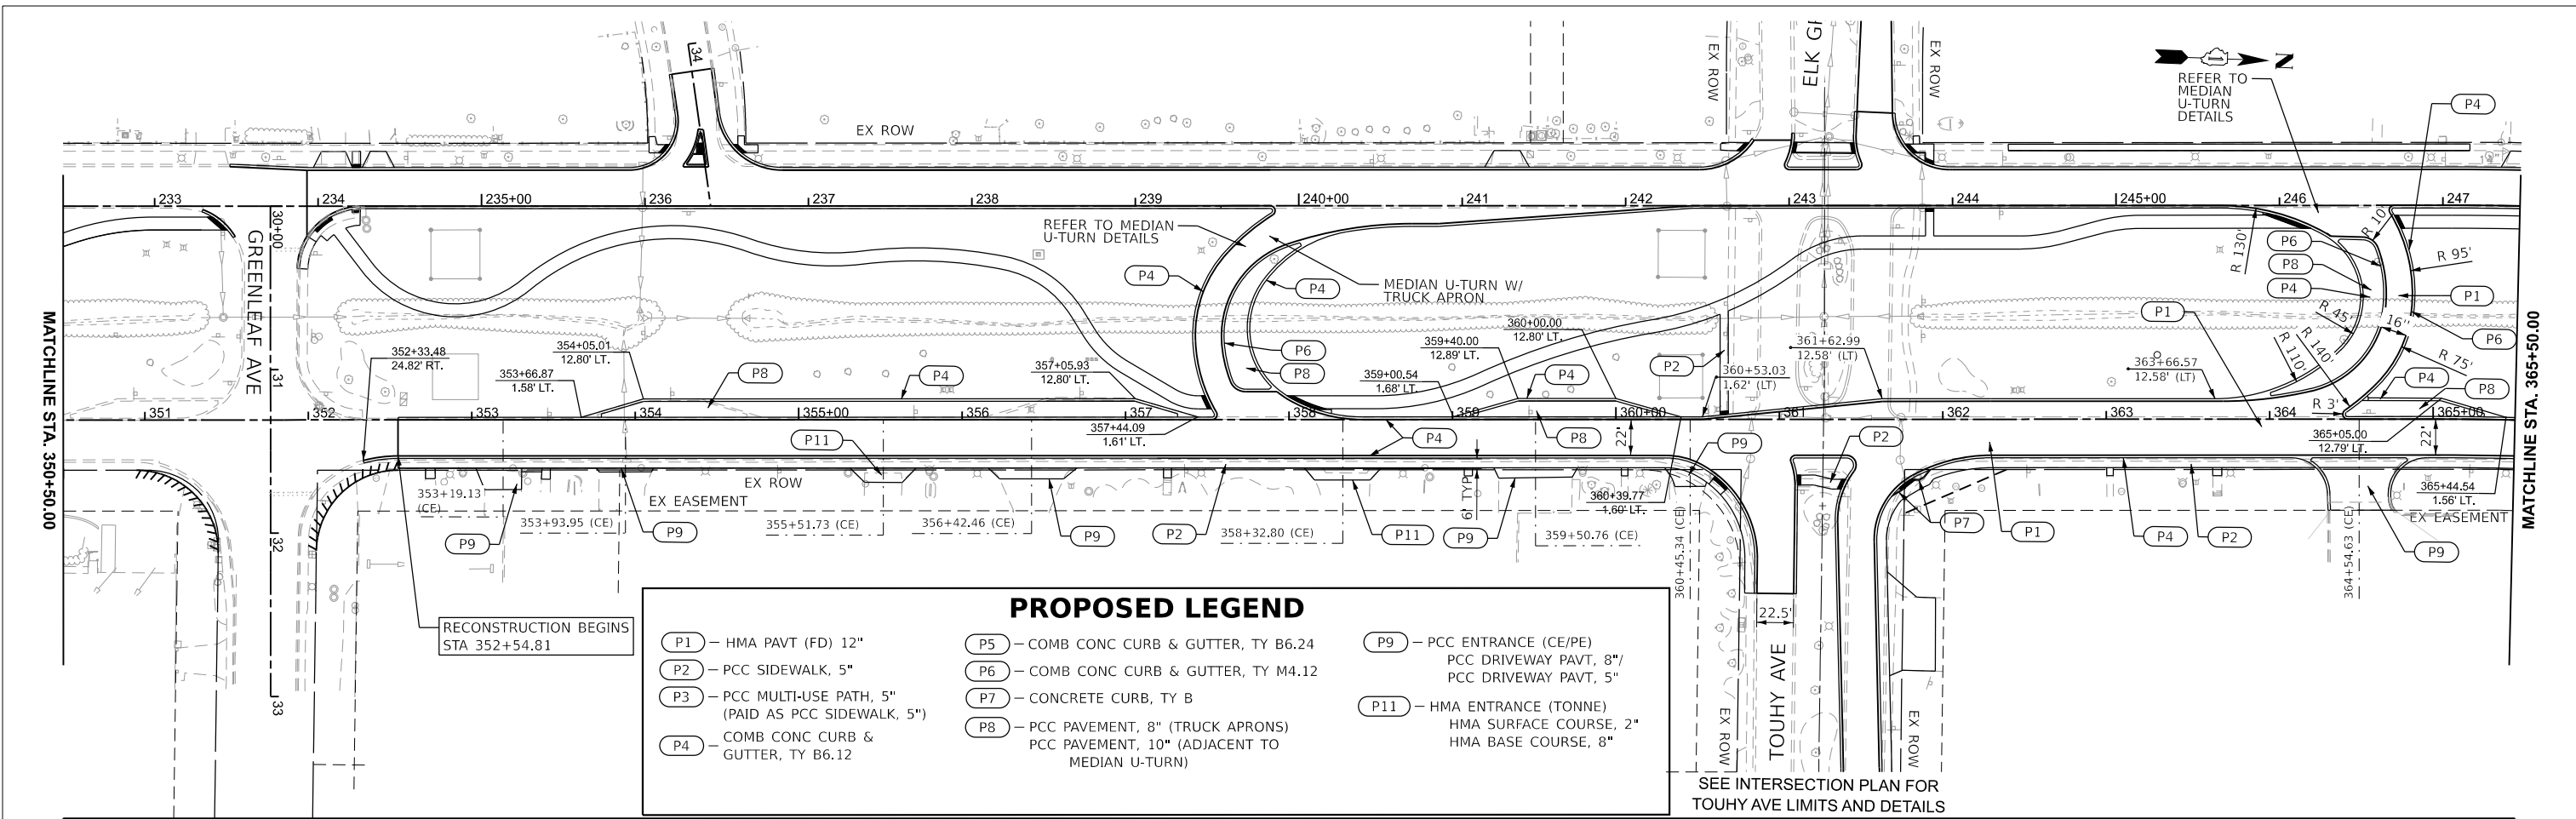 34
ELK GR
EX ROW
EX ROW
N
REFER TO
MEDIAN
U-TURN
DETAILS
P4
EX ROW
233
234
235+00
236
237
238
239
240+00
241
242
243
244
245+00
246
247
30+00
GREENLEAF AVE
31
32
33
REFER TO MEDIAN
U-TURN DETAILS
P4
P4
MEDIAN U-TURN W/
TRUCK APRON
R 130'
R 10'
P6
P8
P4
R 95'
P1
P1
P6
R 45'
16'
R 110'
R 140'
R 75'
P4
P8
R 3'
MATCHLINE STA. 350+50.00
MATCHLINE STA. 365+50.00
352+33.48
24.82' RT.
354+05.01
12.80' LT.
353+66.87
1.58' LT.
P8
P4
357+05.93
12.80' LT.
P6
P8
359+00.54
1.68' LT.
359+40.00
12.89' LT.
360+00.00
12.80' LT.
P4
P2
360+53.03
1.62' (LT)
361+62.99
12.58' (LT)
363+66.57
12.58' (LT)
351
352
353
354
355+00
356
357
358
359
360+00
361
362
363
364
365+00
357+44.09
1.61' LT.
P11
P4
P8
22'
P9
P2
365+05.00
12.79' LT.
22'
EX ROW
EX EASEMENT
353+19.13
(CE)
353+93.95 (CE)
355+51.73 (CE)
356+42.46 (CE)
358+32.80 (CE)
6' TYP
360+39.77
1.60' LT.
359+50.76 (CE)
360+45.34 (CE)
364+54.63 (CE)
365+44.54
1.56' LT.
EX EASEMENT
P9
P9
P9
P2
P11
P9
P7
P1
P4
P2
P9
RECONSTRUCTION BEGINS
STA 352+54.81
22.5'
TOUHY AVE
EX ROW
EX ROW
PROPOSED LEGEND
P1 – HMA PAVT (FD) 12"
P2 – PCC SIDEWALK, 5"
P3 – PCC MULTI-USE PATH, 5"
(PAID AS PCC SIDEWALK, 5")
P4 – COMB CONC CURB &
GUTTER, TY B6.12
P5 – COMB CONC CURB & GUTTER, TY B6.24
P6 – COMB CONC CURB & GUTTER, TY M4.12
P7 – CONCRETE CURB, TY B
P8 – PCC PAVEMENT, 8" (TRUCK APRONS)
PCC PAVEMENT, 10" (ADJACENT TO
MEDIAN U-TURN)
P9 – PCC ENTRANCE (CE/PE)
PCC DRIVEWAY PAVT, 8"/
PCC DRIVEWAY PAVT, 5"
P11 – HMA ENTRANCE (TONNE)
HMA SURFACE COURSE, 2"
HMA BASE COURSE, 8"
SEE INTERSECTION PLAN FOR
TOUHY AVE LIMITS AND DETAILS